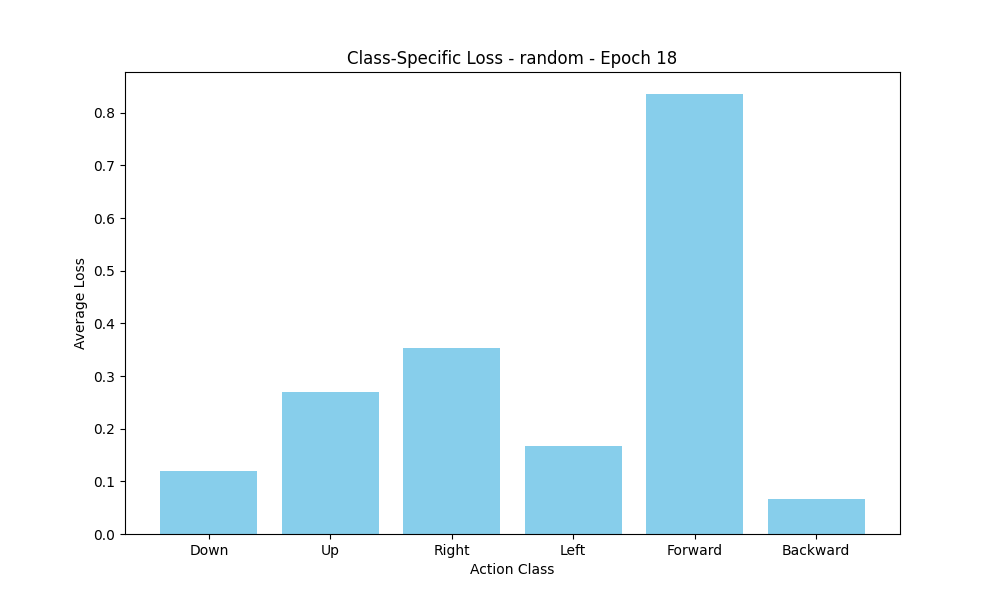 Class-Specific Loss - random - Epoch 18
Average Loss
0.8
0.7
0.6
0.5
0.4
0.3
0.2
0.1
0.0
Down Up Right Left Forward Backward
Action Class